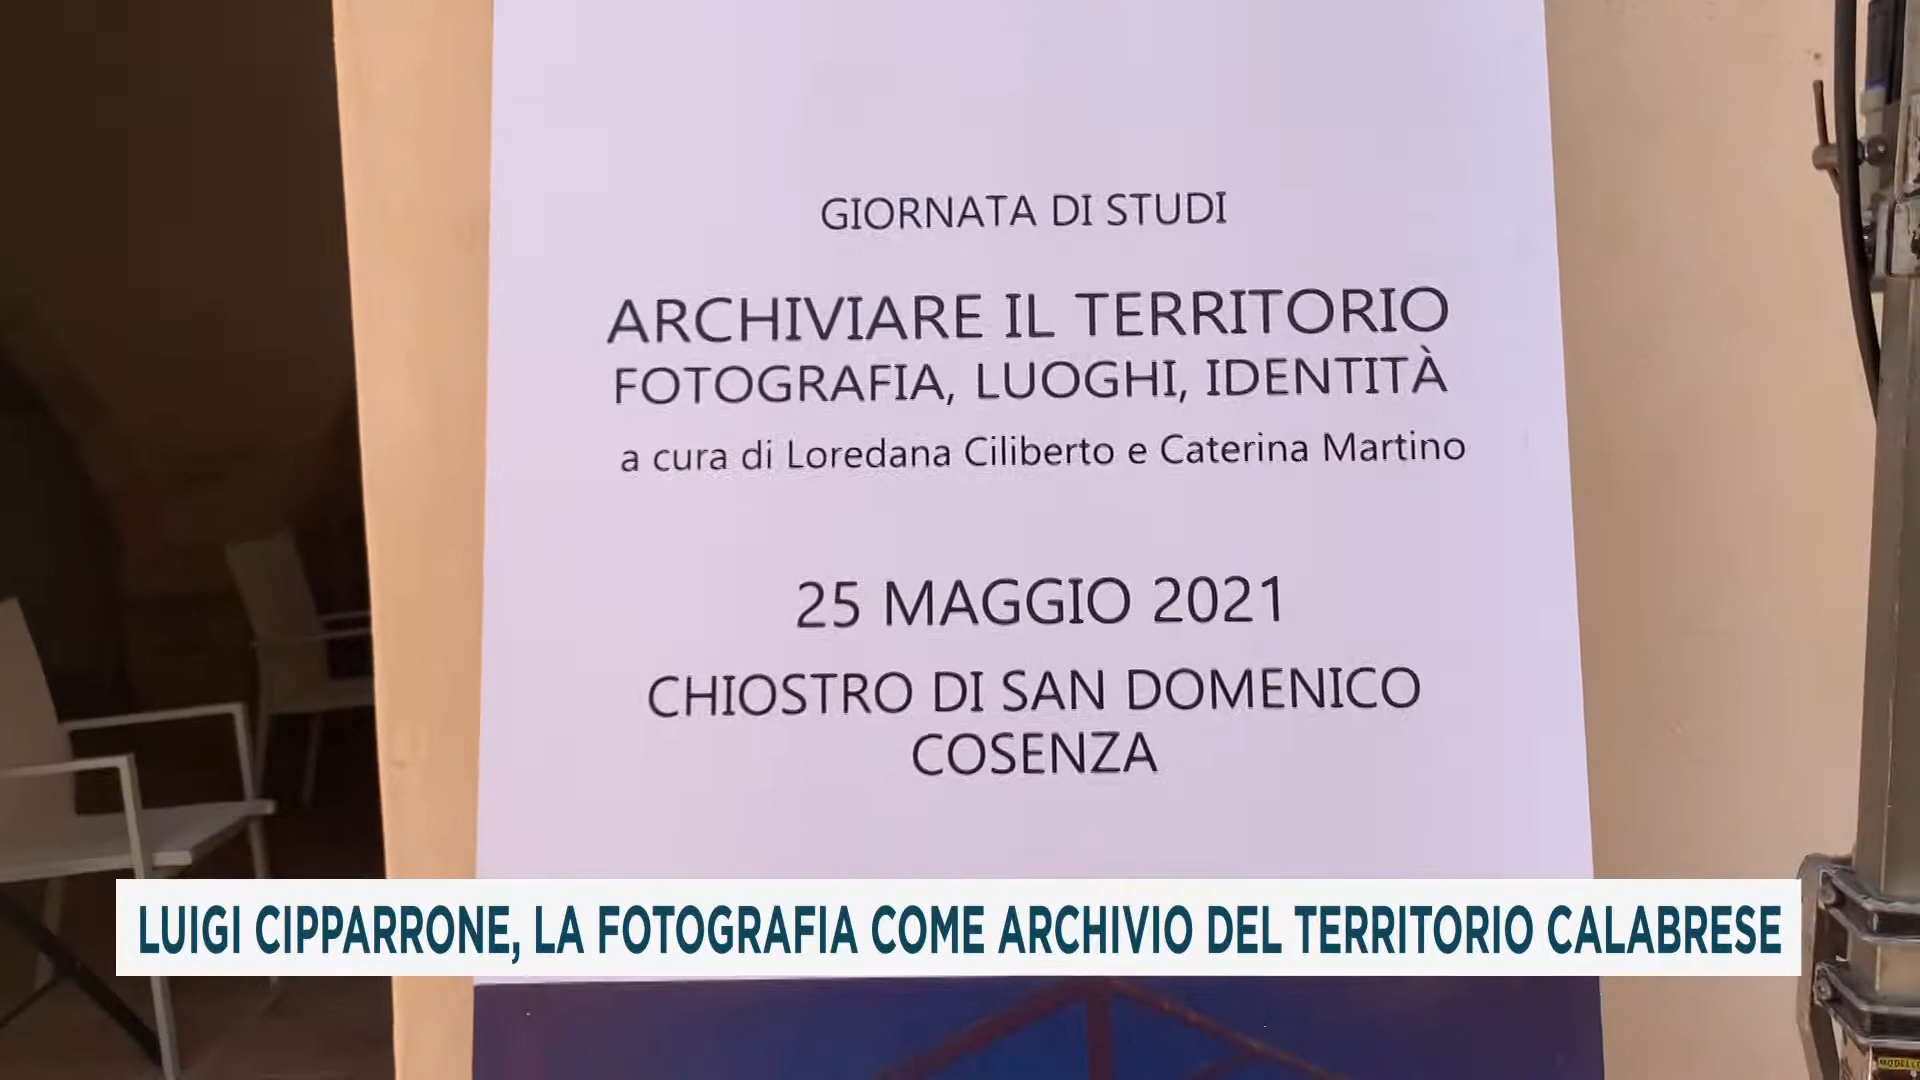 GIORNATA DI STUDI
ARCHIVIARE IL TERRITORIO
FOTOGRAFIA, LUOGHI, IDENTITÀ
a cura di Loredana Ciliberto e Caterina Martino
25 MAGGIO 2021
CHIOSTRO DI SAN DOMENICO
COSENZA
LUIGI CIPPARRONE, LA FOTOGRAFIA COME ARCHIVIO DEL TERRITORIO CALABRESE
MODELLO